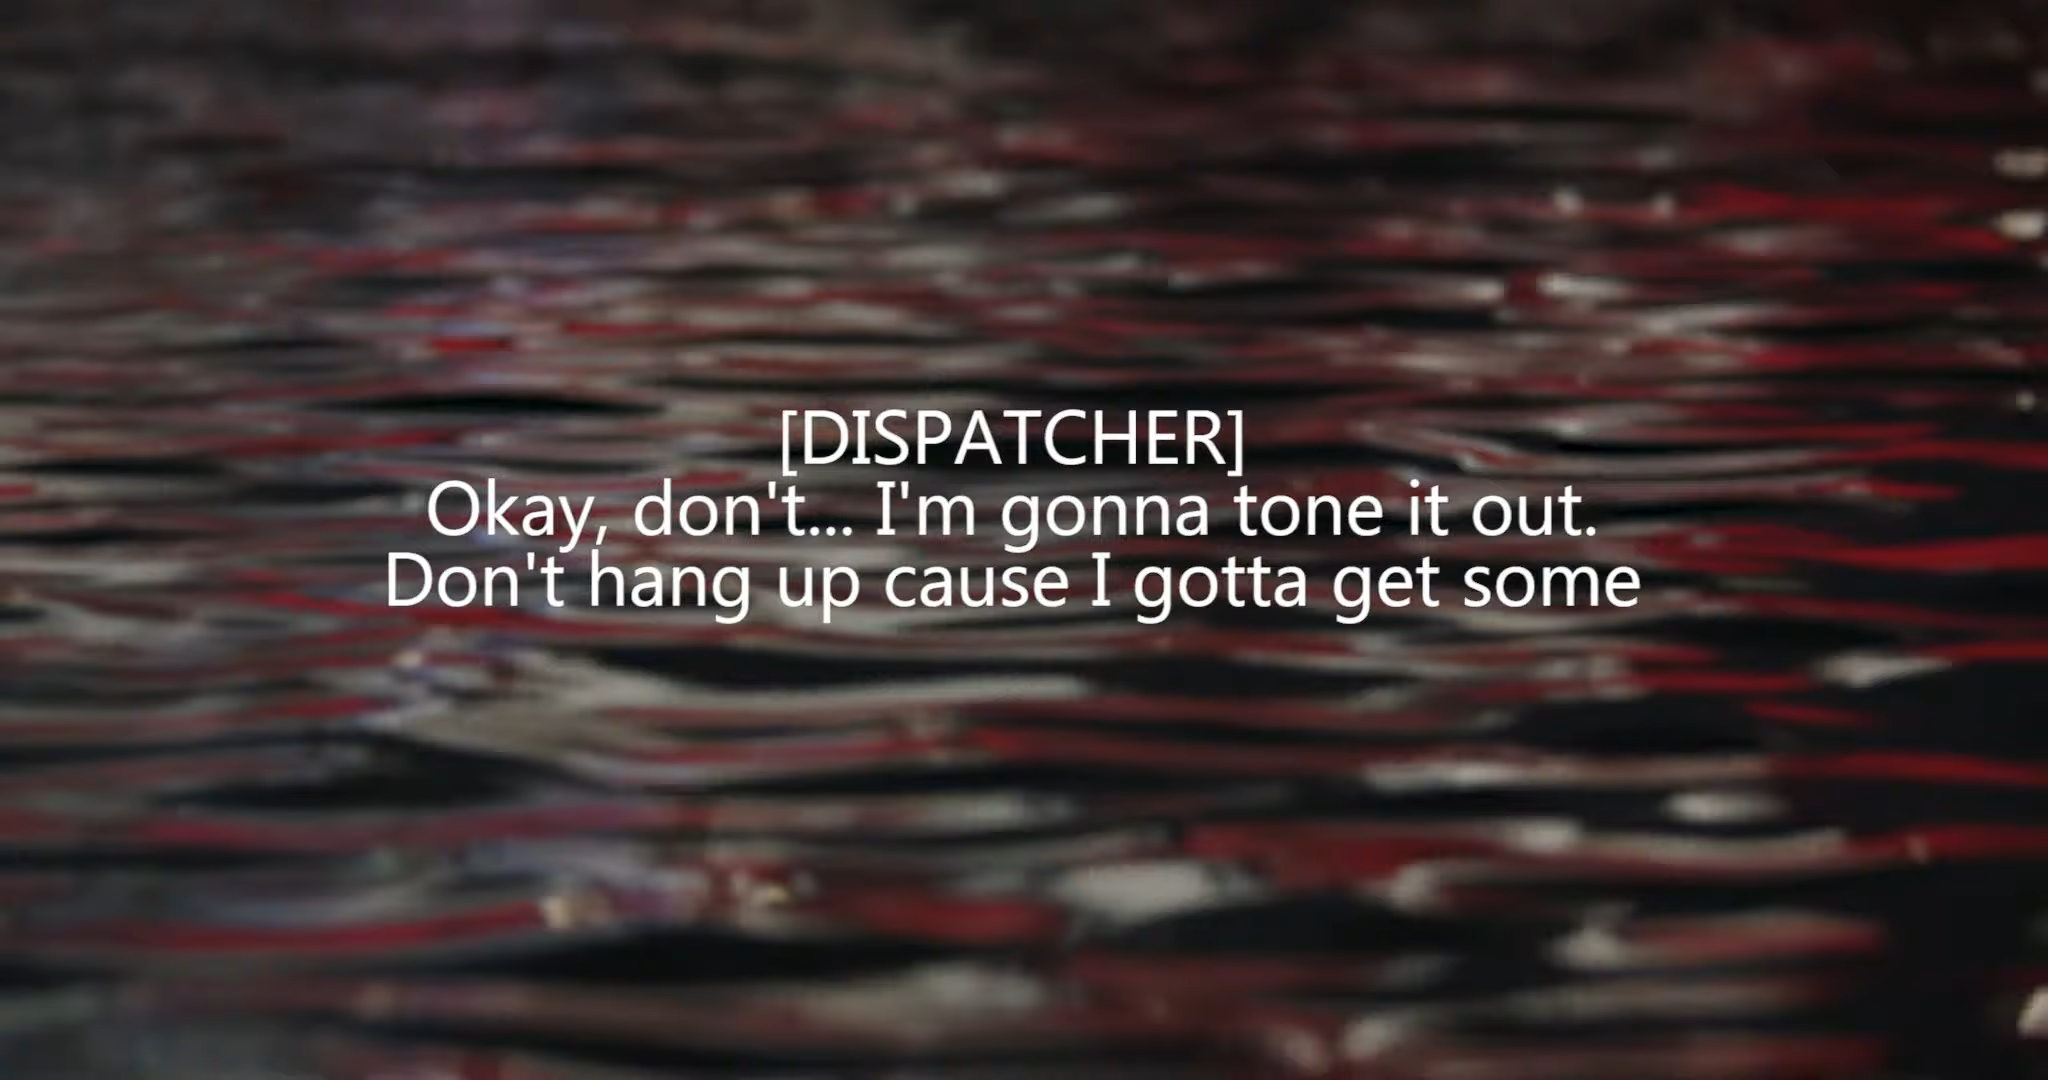 [DISPATCHER]
Okay, don't... I'm gonna tone it out.
Don't hang up cause I gotta get some